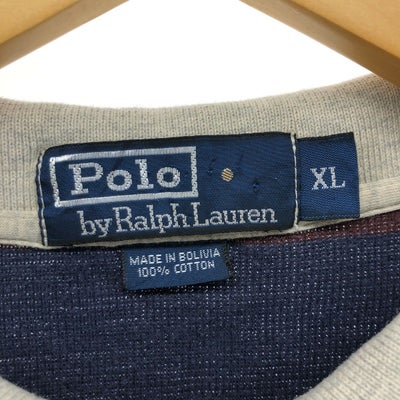 Polo
by Ralph Lauren
XL
MADE IN BOLIVIA
100% COTTON